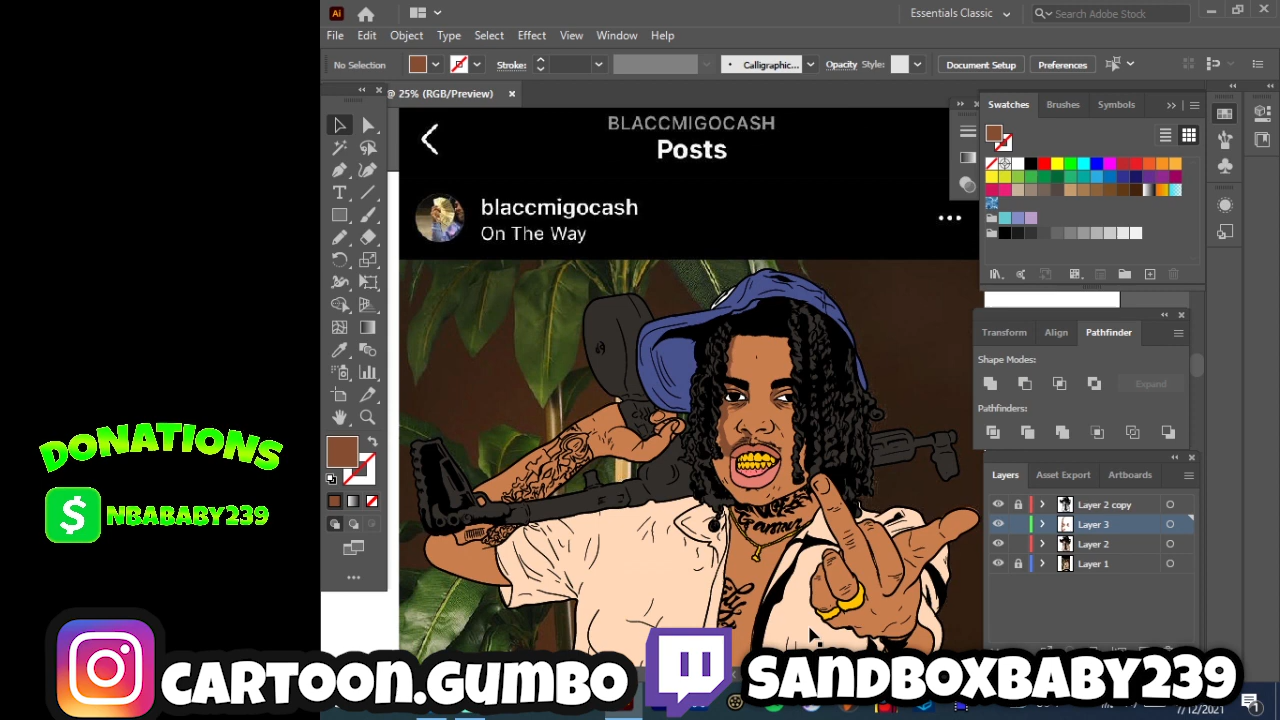 Ai
Essentials Classic
Search Adobe Stock
File Edit Object Type Select Effect View Window Help
No Selection
Stroke:
Calligraphic...
Opacity
Style:
Document Setup
Preferences
@ 25% (RGB/Preview)
BLACCMIGOCASH
Posts
blaccmigocash
On The Way
Swatches Brushes Symbols
Transform Align Pathfinder
Shape Modes:
Expand
Pathfinders:
Layers Asset Export Artboards
Layer 2 copy
Layer 3
Layer 2
Layer 1
DONATIONS
$ NBABABY239
CARTOON.GUMBO
SANDBOXBABY239
7/12/2021